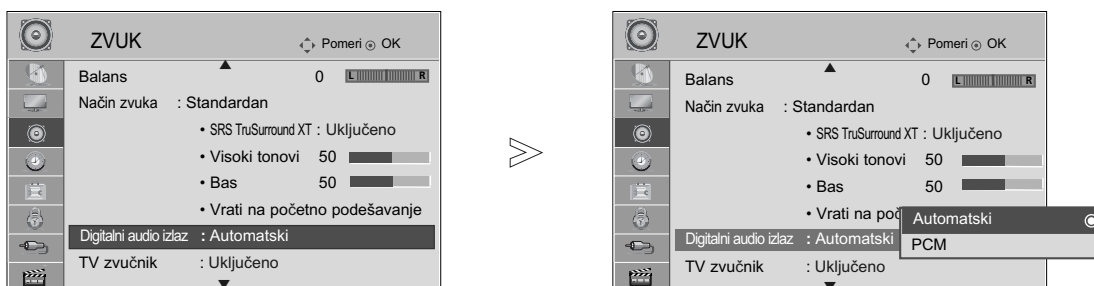 ZVUK
Pomeri OK
Balans 0 L R
Način zvuka : Standardan
• SRS TruSurround XT : Uključeno
• Visoki tonovi 50
• Bas 50
• Vrati na početno podešavanje
Digitalni audio izlaz : Automatski
TV zvučnik : Uključeno
>
ZVUK
Pomeri OK
Balans 0 L R
Način zvuka : Standardan
• SRS TruSurround XT : Uključeno
• Visoki tonovi 50
• Bas 50
• Vrati na poč
Digitalni audio izlaz : Automatski
TV zvučnik : Uključeno
Automatski
PCM